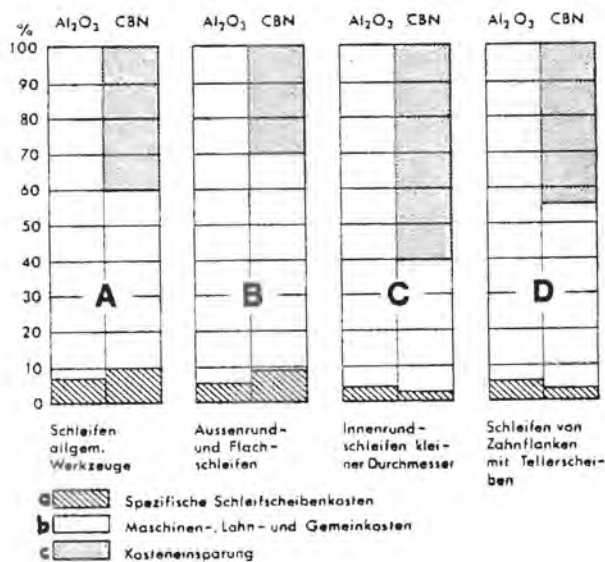 Al₂O₃ CBN Al₂O₃ CBN Al₂O₃ CBN Al₂O₃ CBN
%
100
90
80
70
60
50
40
30
20
10
0
A B C D
Schleifen
allgem.
Werkzeuge
Aussenrund-
und Flach-
schleifen
Innenrund-
schleifen klei-
ner Durchmesser
Schleifen von
Zahnflanken
mit Tellerschei-
ben
a Spezifische Schleifscheibenkosten
b Maschinen-, Lohn- und Gemeinkosten
c Kosteneinsparung